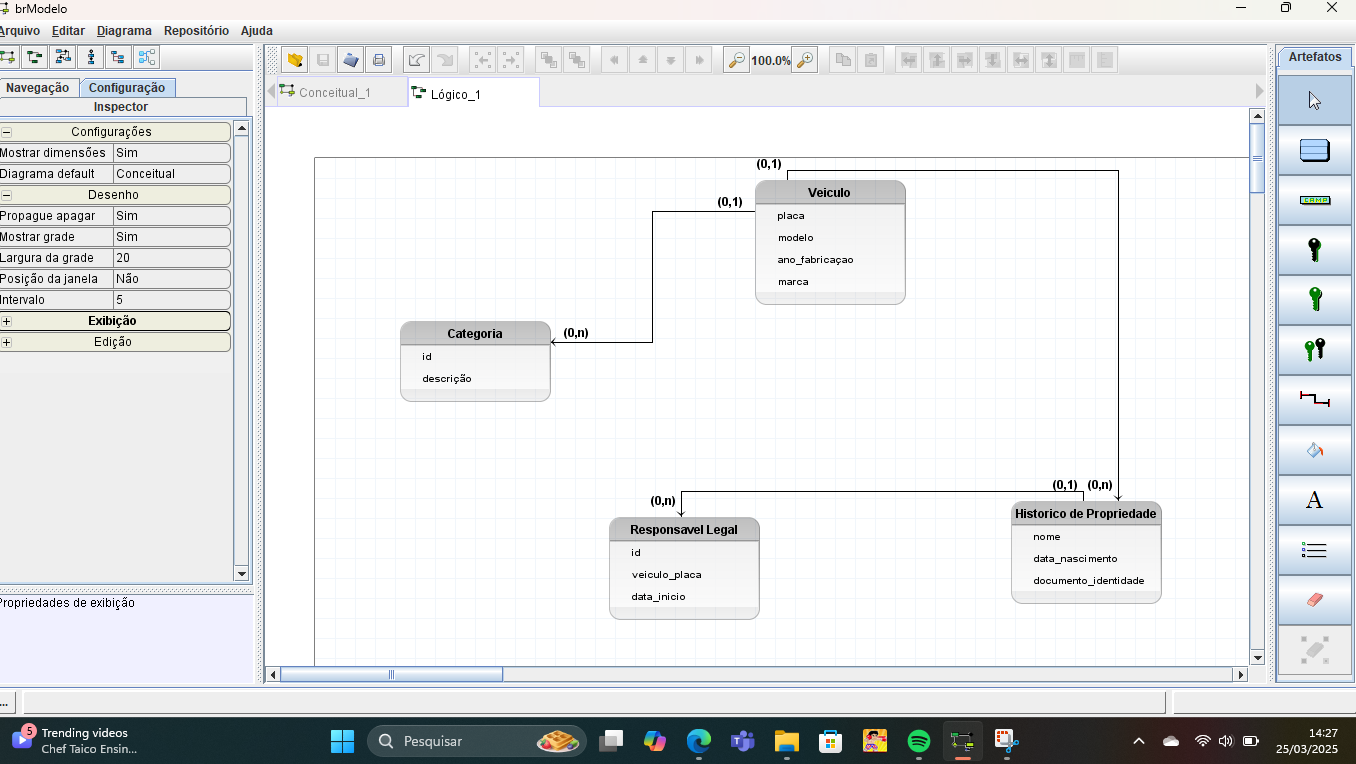 brModelo
Arquivo Editar Diagrama Repositório Ajuda
100.0%
Artefatos
Navegação Configuração
Inspector
Conceitual_1
Lógico_1
Configurações
Mostrar dimensões Sim
Diagrama default Conceitual
Desenho
Propague apagar Sim
Mostrar grade Sim
Largura da grade 20
Posição da janela Não
Intervalo 5
Exibição
Edição
Propriedades de exibição
(0,1)
(0,1)
Veiculo
placa
modelo
ano_fabricaçao
marca
(0,n)
Categoria
id
descrição
(0,1) (0,n)
(0,n)
Historico de Propriedade
nome
data_nascimento
documento_identidade
Responsavel Legal
id
veiculo_placa
data_inicio
CAMP
A
...
5
Trending videos
Chef Taico Ensin...
Pesquisar
14:27
25/03/2025